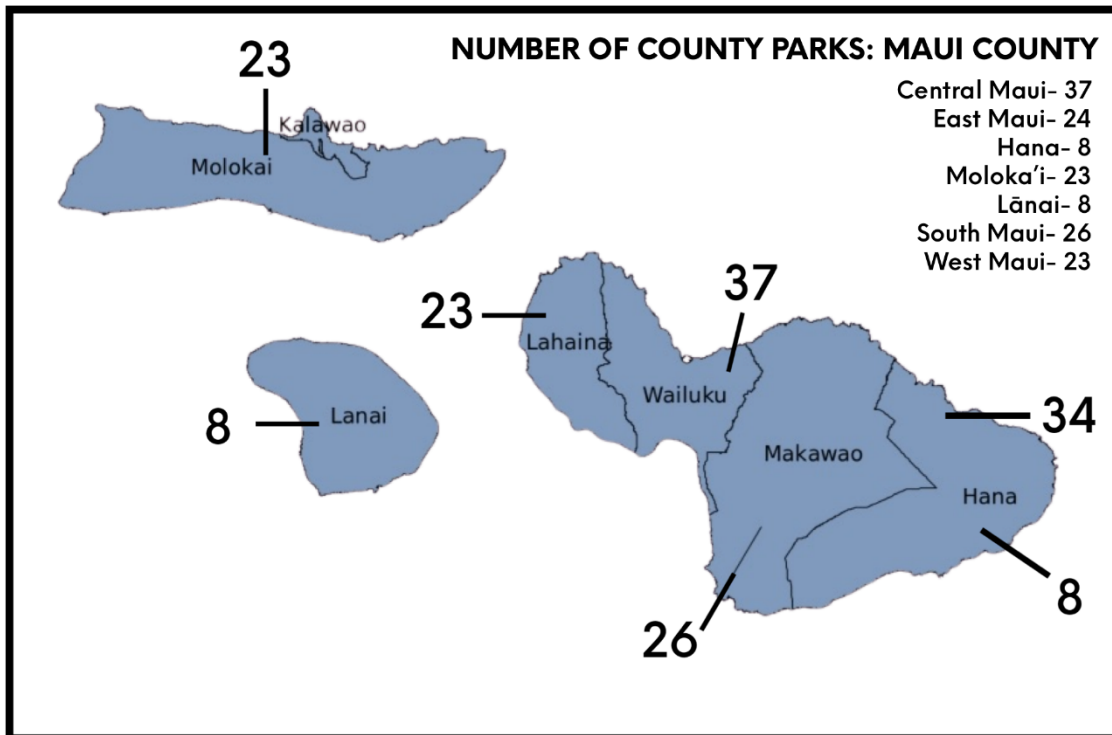 NUMBER OF COUNTY PARKS: MAUI COUNTY
Central Maui- 37
East Maui- 24
Hana- 8
Moloka’i- 23
Lānai- 8
South Maui- 26
West Maui- 23
23
Kalawao
Molokai
37
23
Lahaina
Wailuku
8
Lanai
34
Makawao
Hana
8
26